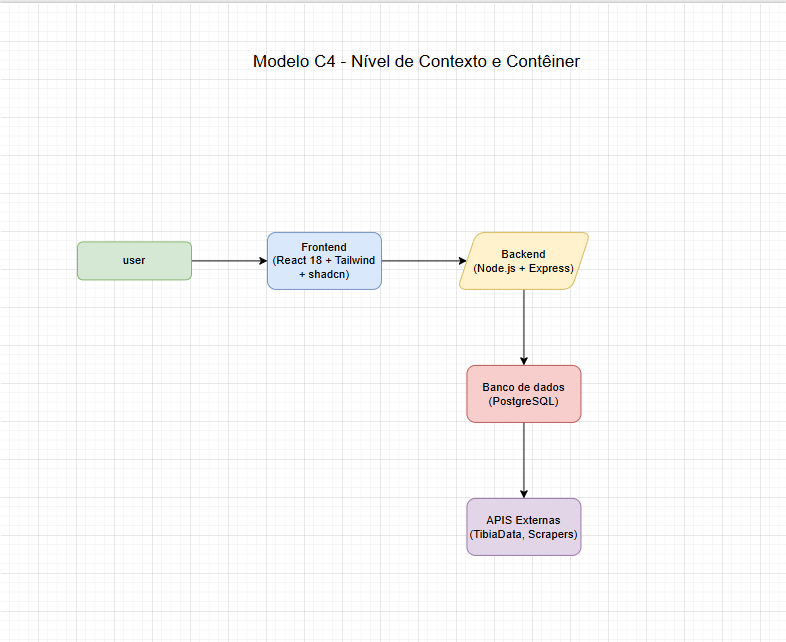 Modelo C4 - Nível de Contexto e Contêiner
user
Frontend
(React 18 + Tailwind
+ shadcn)
Backend
(Node.js + Express)
Banco de dados
(PostgreSQL)
APIS Externas
(TibiaData, Scrapers)